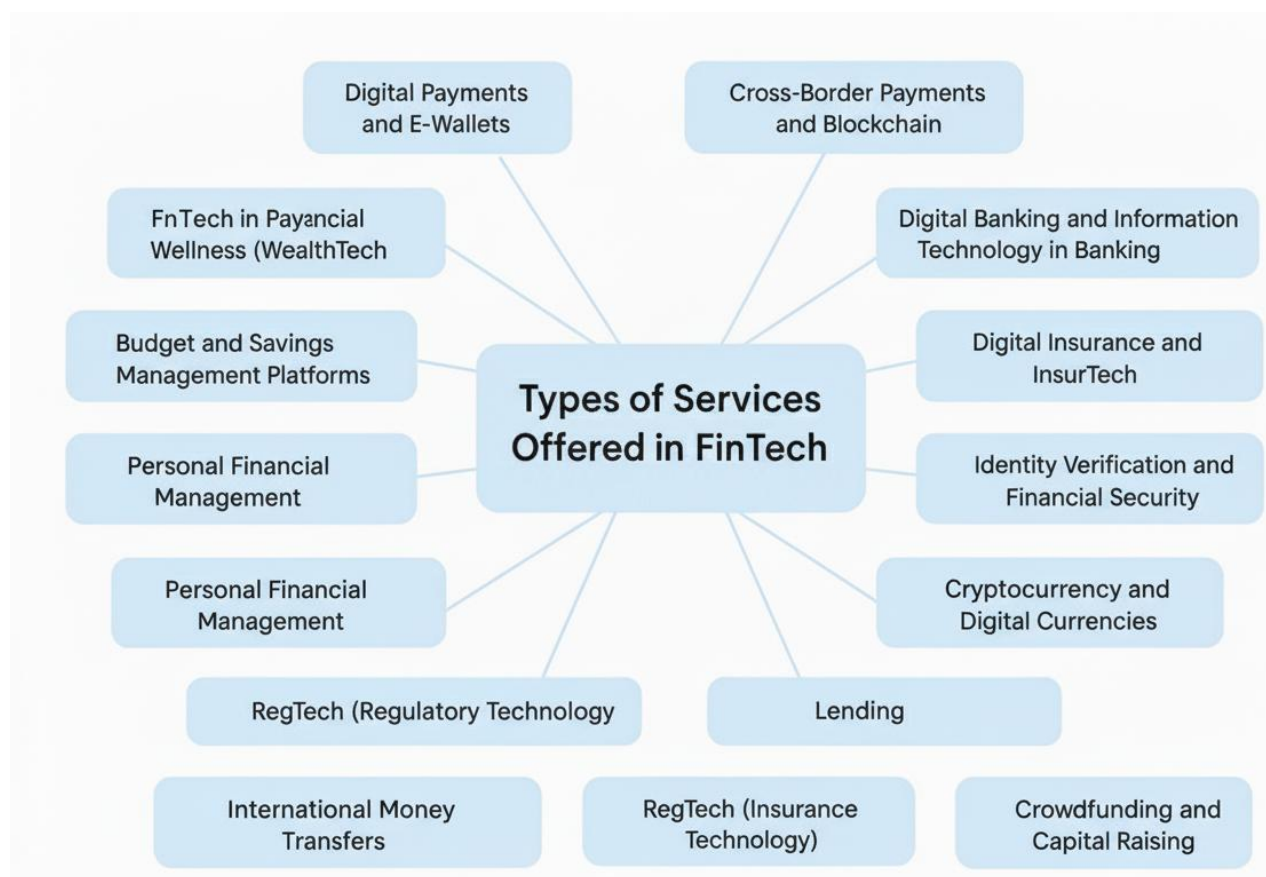 Digital Payments
and E-Wallets
Cross-Border Payments
and Blockchain
FnTech in Payancial
Wellness (WealthTech
Digital Banking and Information
Technology in Banking
Budget and Savings
Management Platforms
Digital Insurance and
InsurTech
Types of Services
Offered in FinTech
Personal Financial
Management
Identity Verification and
Financial Security
Personal Financial
Management
Cryptocurrency and
Digital Currencies
RegTech (Regulatory Technology
Lending
International Money
Transfers
RegTech (Insurance
Technology)
Crowdfunding and
Capital Raising